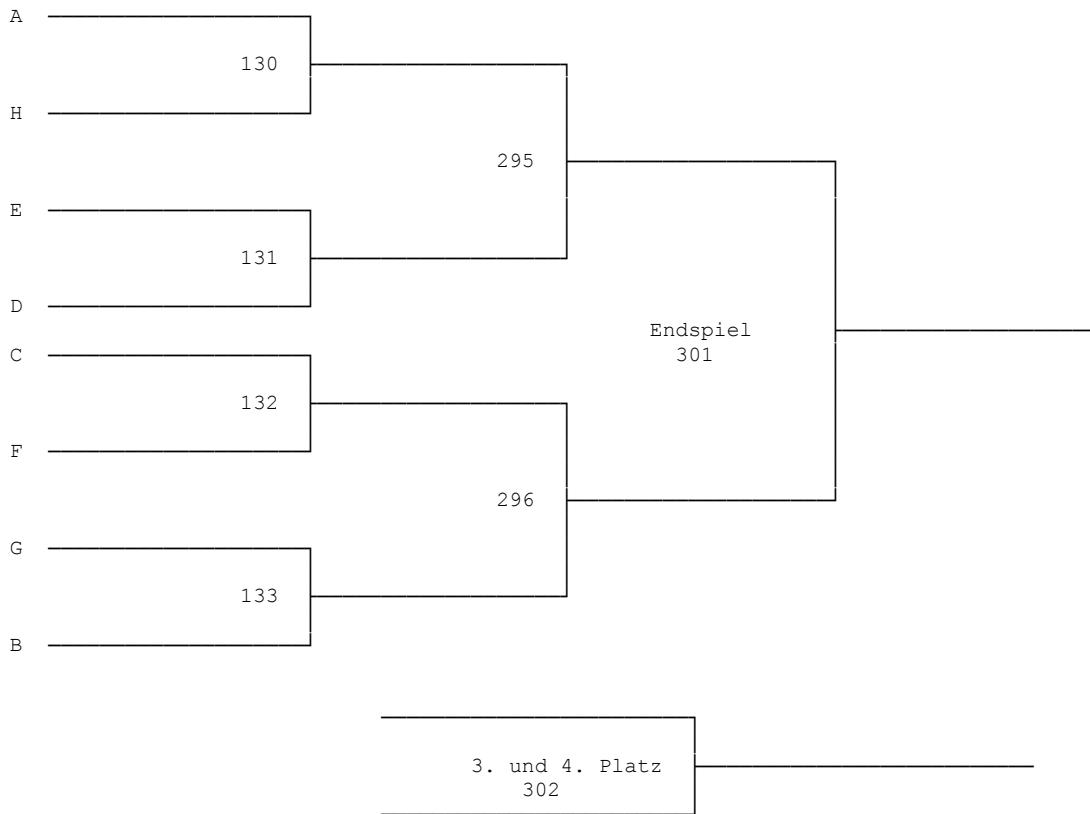 A
130
H
295
E
131
D
Endspiel
C
301
132
F
296
G
133
B
3. und 4. Platz
302